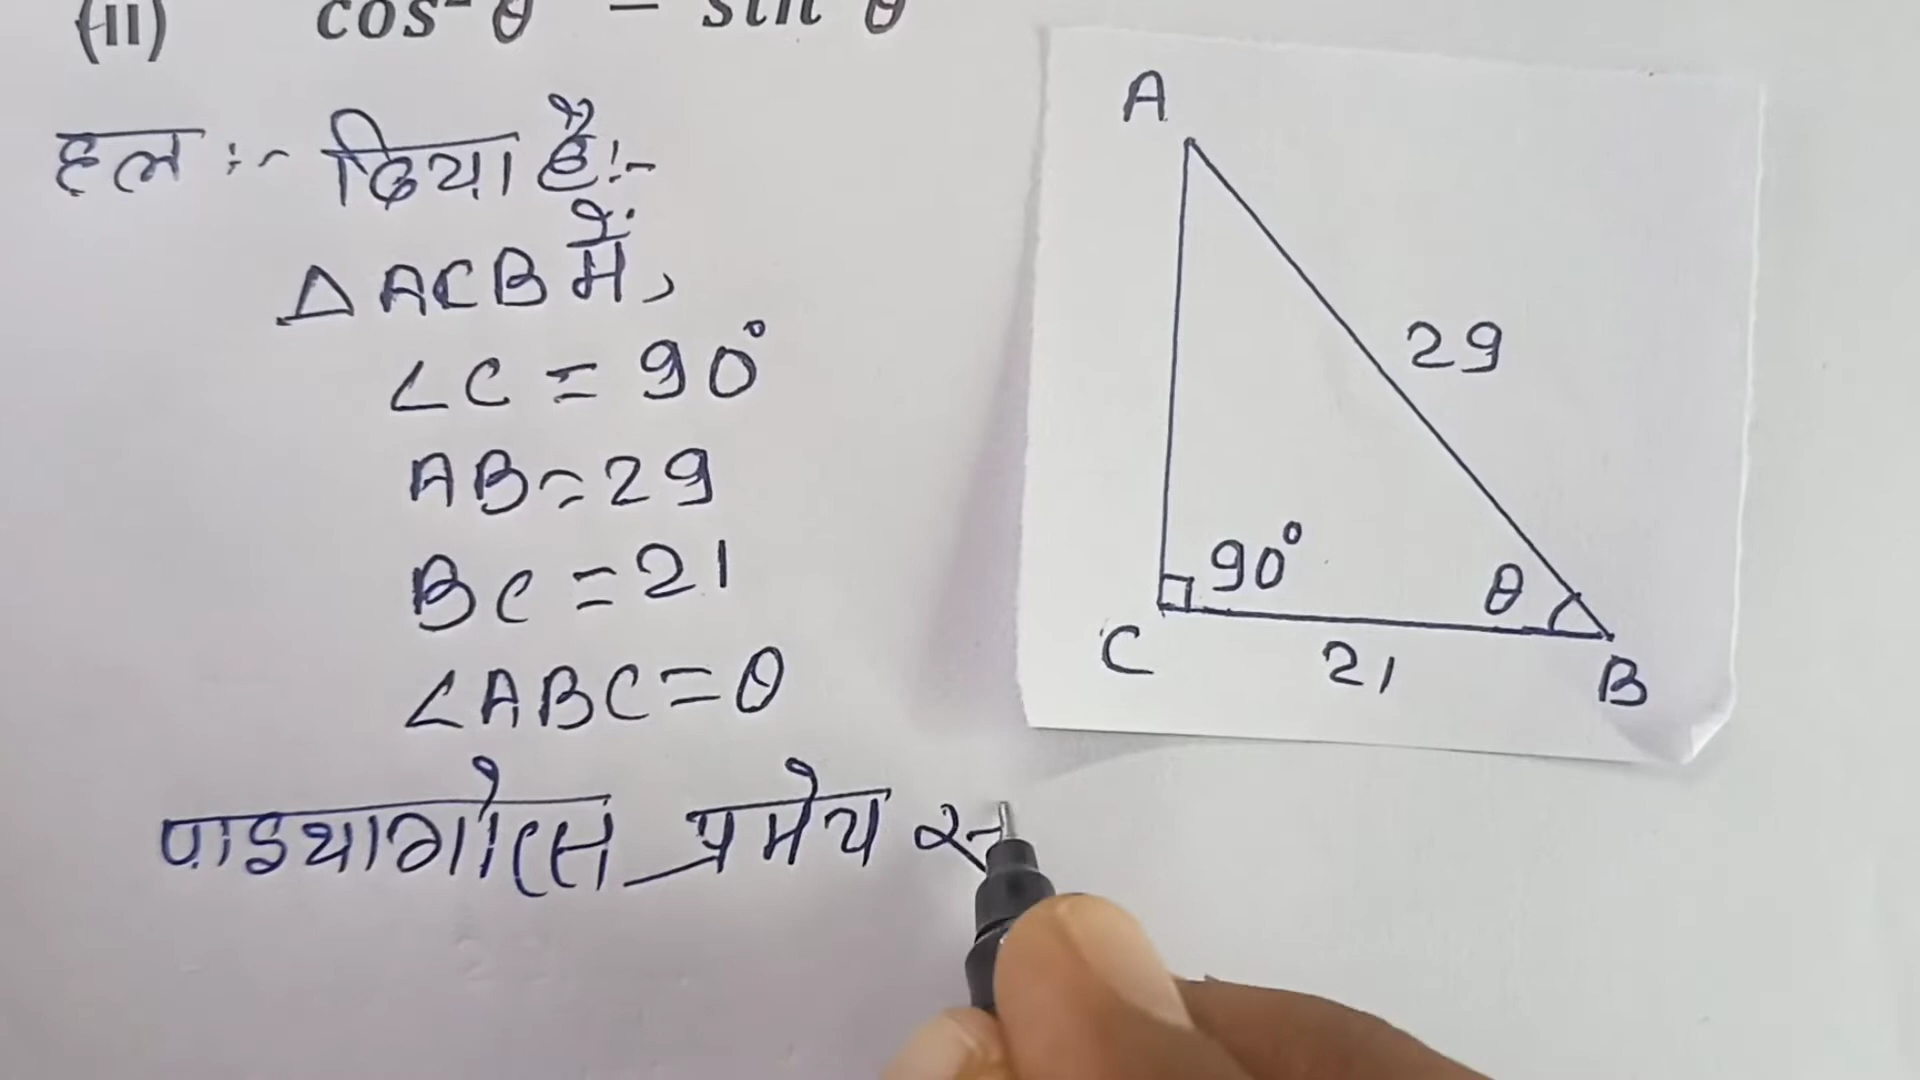 (ii) cos² θ - sin² θ
हल :- दिया है:-
△ ACB में,
∠C = 90°
AB = 29
BC = 21
∠ABC = θ
पाइथागोरस प्रमेय से
A
29
90°
θ
C
21
B